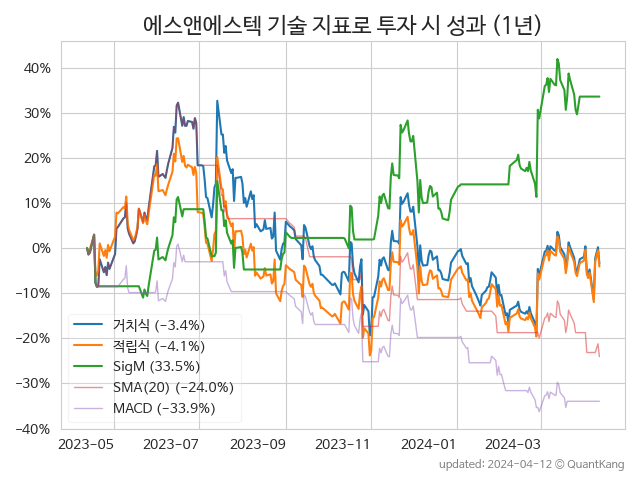 에스앤에스텍 기술 지표로 투자 시 성과 (1년)
40%
30%
20%
10%
0%
−10%
−20%
−30%
−40%
거치식 (−3.4%)
적립식 (−4.1%)
SigM (33.5%)
SMA(20) (−24.0%)
MACD (−33.9%)
2023-05 2023-07 2023-09 2023-11 2024-01 2024-03
updated: 2024-04-12 © QuantKang